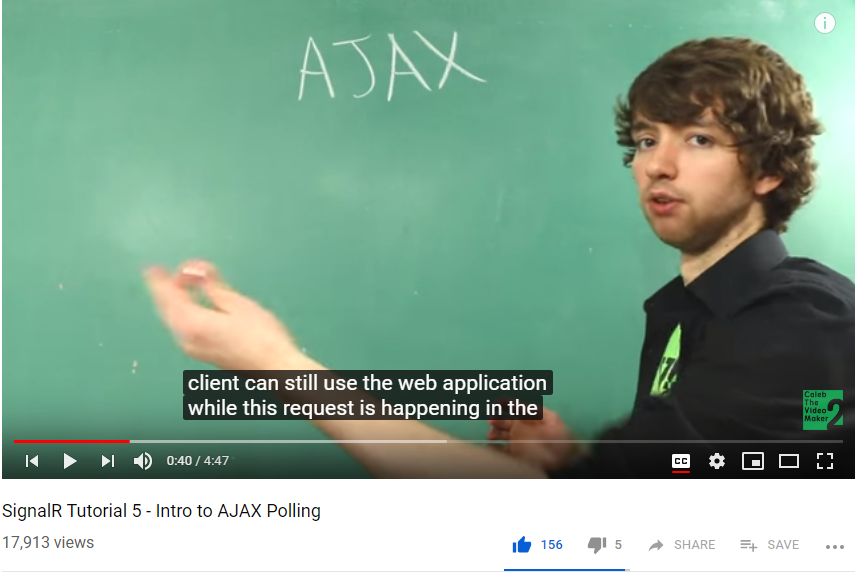 AJAX
client can still use the web application
while this request is happening in the
Caleb
The
Video
Maker
2
0:40 / 4:47
CC
SignalR Tutorial 5 - Intro to AJAX Polling
17,913 views
156
5
SHARE
SAVE